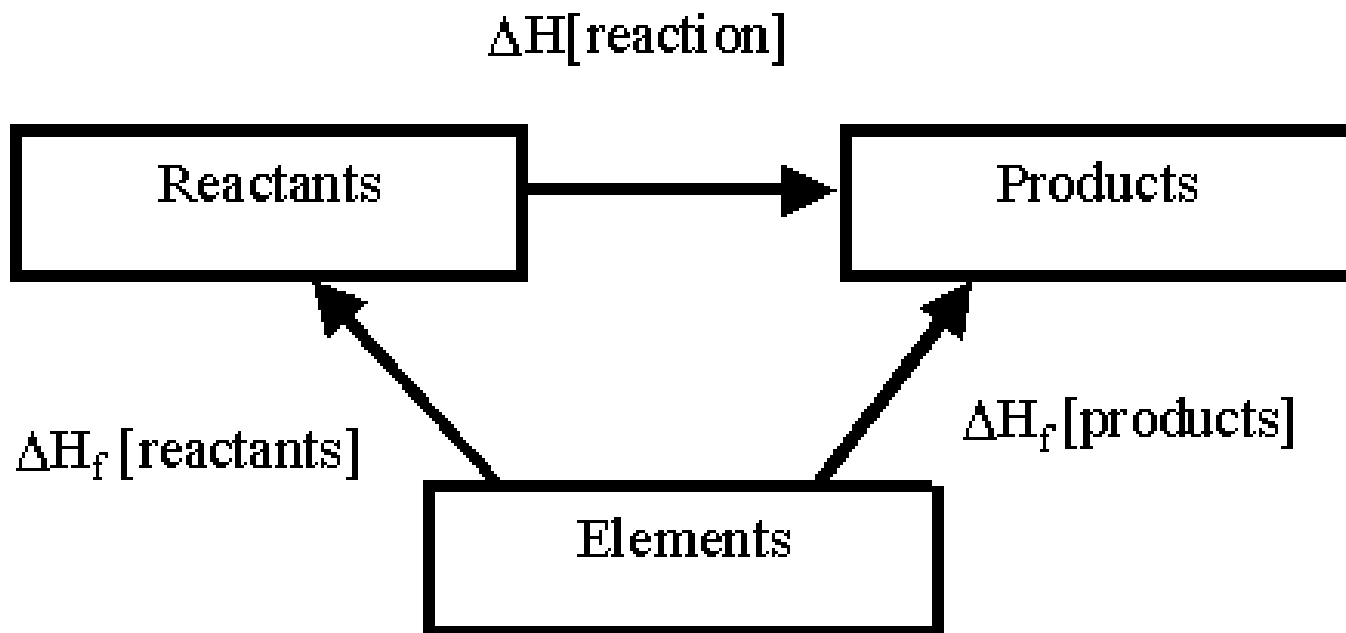 ΔH[reaction]
Reactants
Products
ΔHf [reactants]
ΔHf [products]
Elements